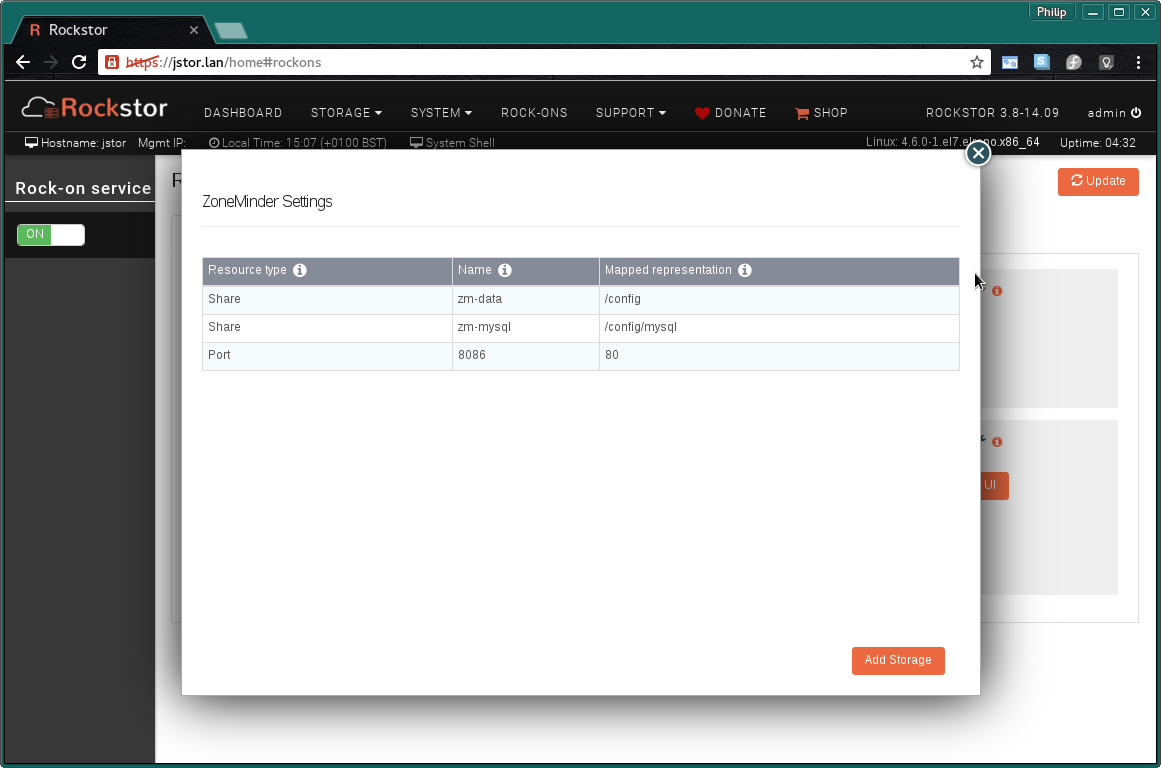 Philip
R Rockstor
https://jstor.lan/home#rockons
Rockstor DASHBOARD STORAGE SYSTEM ROCK-ONS SUPPORT DONATE SHOP ROCKSTOR 3.8-14.09 admin
Hostname: jstor Mgmt IP: Local Time: 15:07 (+0100 BST) System Shell Linux: 4.6.0-1.el7.elrepo.x86_64 Uptime: 04:32
Rock-on service
R
Update
ON
ZoneMinder Settings
Resource type Name Mapped representation
Share zm-data /config
Share zm-mysql /config/mysql
Port 8086 80
UI
Add Storage